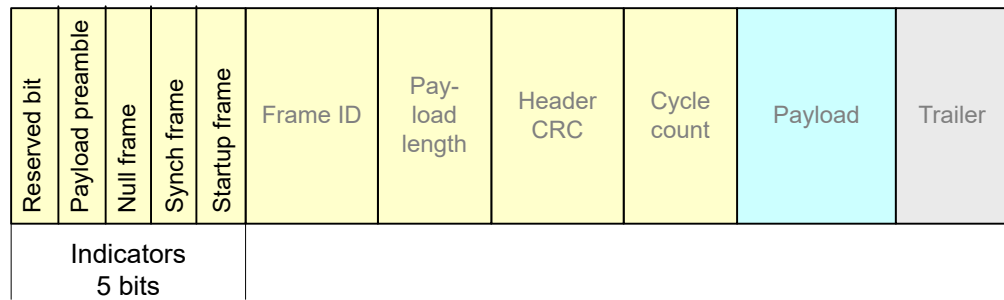 Reserved bit
Payload preamble
Null frame
Synch frame
Startup frame
Frame ID
Pay-
load
length
Header
CRC
Cycle
count
Payload
Trailer
Indicators
5 bits